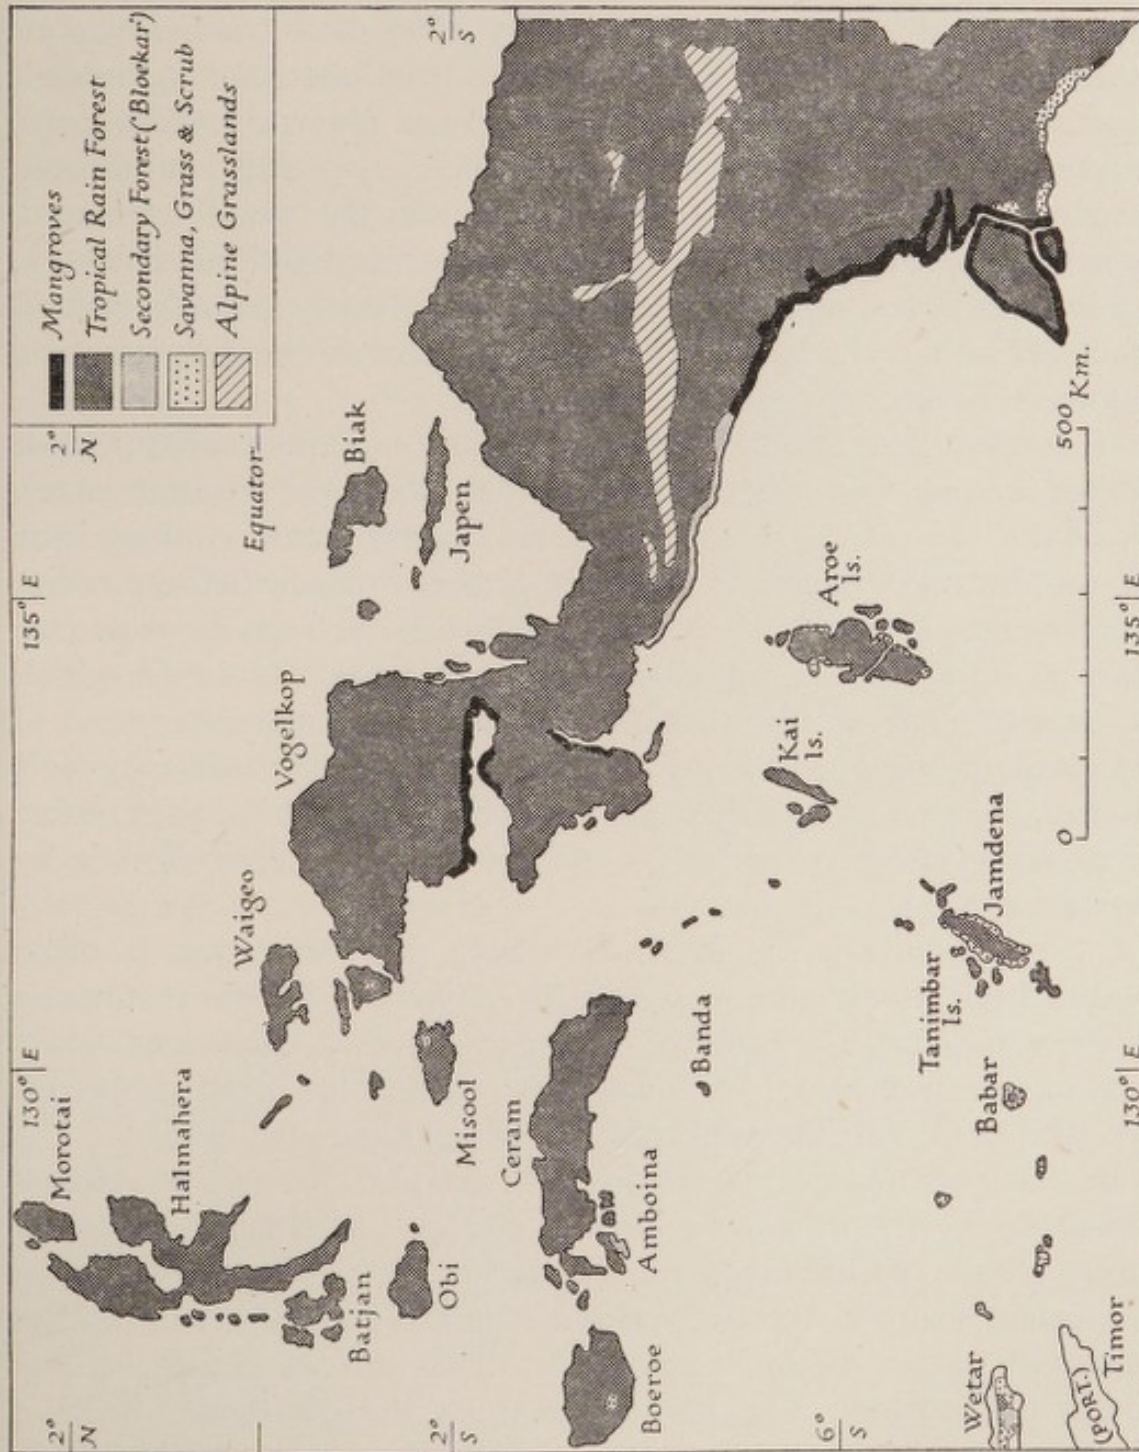 130° E
135° E
2°
N
Morotai
2°
N
Mangroves
Tropical Rain Forest
Secondary Forest ('Bloekar')
Savanna, Grass & Scrub
Alpine Grasslands
Halmahera
Waigeo
Vogelkop
Equator
Batjan
Biak
Obi
Misool
Japen
2°
S
2°
S
Ceram
Boeroe
Amboina
Banda
Kai
Is.
Aroe
Is.
6°
S
Tanimbar
Is.
Wetar
Babar
Jamdena
0
500 Km.
(PORT.)
Timor
130° E
135° E